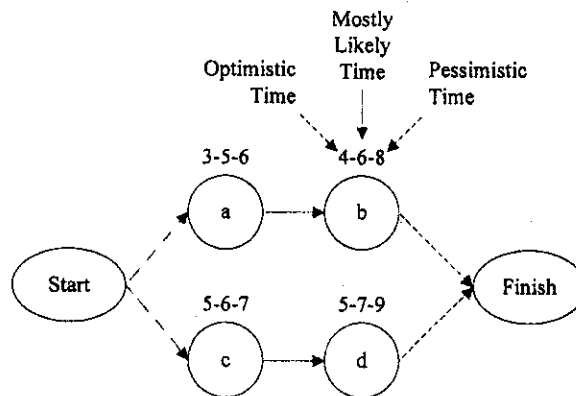 Mostly
Likely
Time
Optimistic
Time
Pessimistic
Time
3-5-6
4-6-8
a
b
Start
Finish
5-6-7
5-7-9
c
d